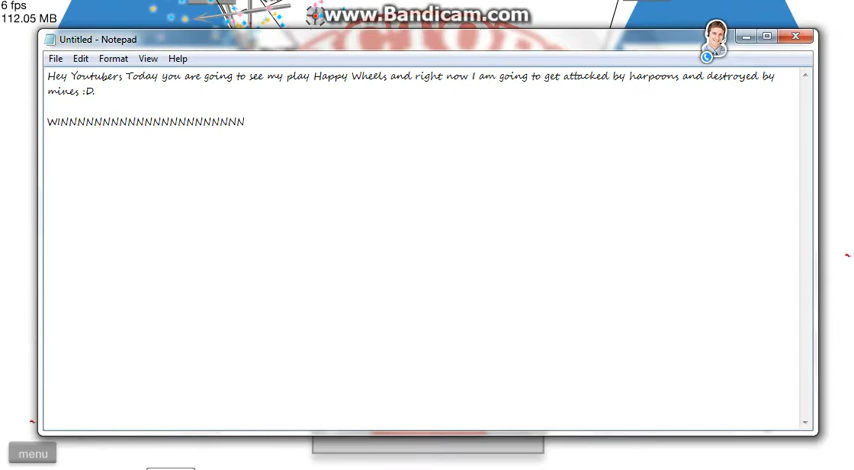 6 fps
112.05 MB
www.Bandicam.com
Untitled - Notepad
File Edit Format View Help
Hey Youtubers Today you are going to see my play Happy Wheels and right now I am going to get attacked by harpoons and destroyed by
mines :D.
WINNNNNNNNNNNNNNNNNNNNNN
menu